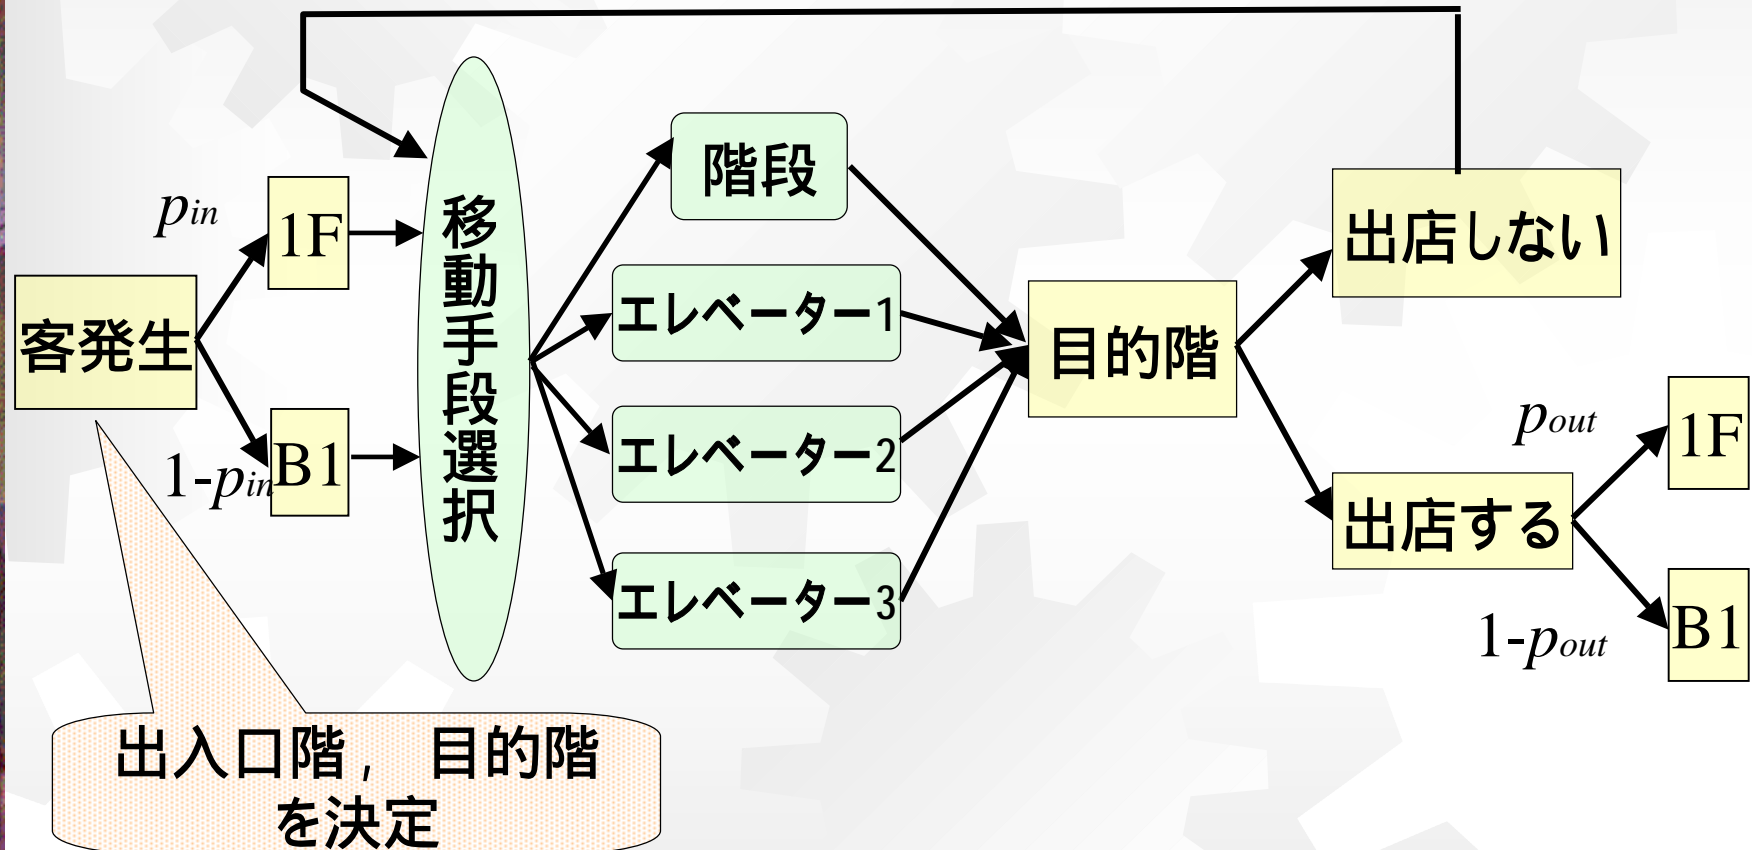 客発生
pin
1F
1-pin
B1
移動手段選択
階段
エレベーター1
エレベーター2
エレベーター3
目的階
出店しない
出店する
pout
1F
1-pout
B1
出入口階， 目的階
を決定